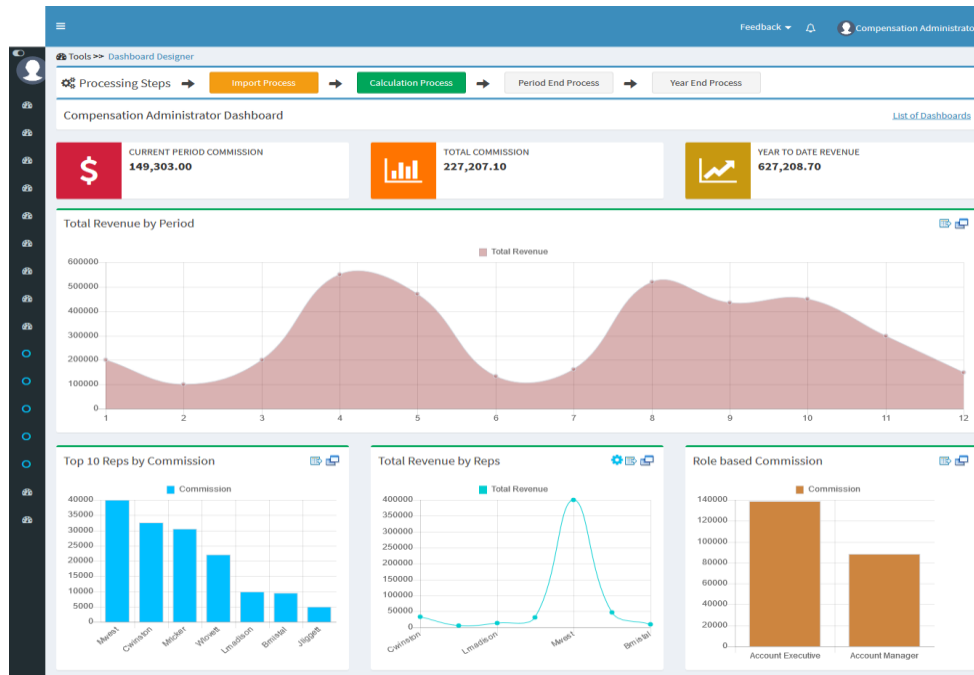 Feedback
Compensation Administrato
Tools >> Dashboard Designer
Processing Steps
Import Process
Calculation Process
Period End Process
Year End Process
Compensation Administrator Dashboard
List of Dashboards
CURRENT PERIOD COMMISSION
149,303.00
TOTAL COMMISSION
227,207.10
YEAR TO DATE REVENUE
627,208.70
Total Revenue by Period
Total Revenue
600000
500000
400000
300000
200000
100000
0
1 2 3 4 5 6 7 8 9 10 11 12
Top 10 Reps by Commission
Commission
40000
35000
30000
25000
20000
15000
10000
5000
0
Mwest Cwinston Mricker Wlovett Lmadison Bmistal Jliggett
Total Revenue by Reps
Total Revenue
400000
350000
300000
250000
200000
150000
100000
50000
0
Cwinston Lmadison Mwest Bmistal
Role based Commission
Commission
140000
120000
100000
80000
60000
40000
20000
0
Account Executive Account Manager